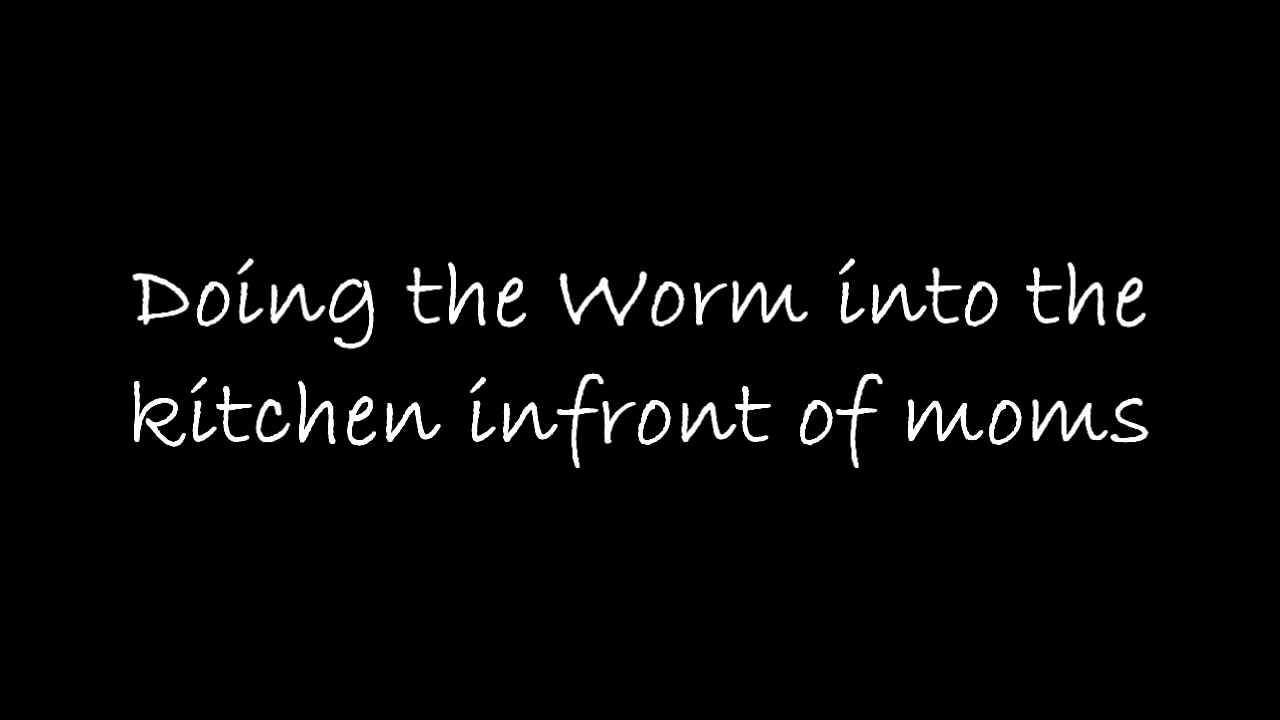 Doing the Worm into the
kitchen infront of moms